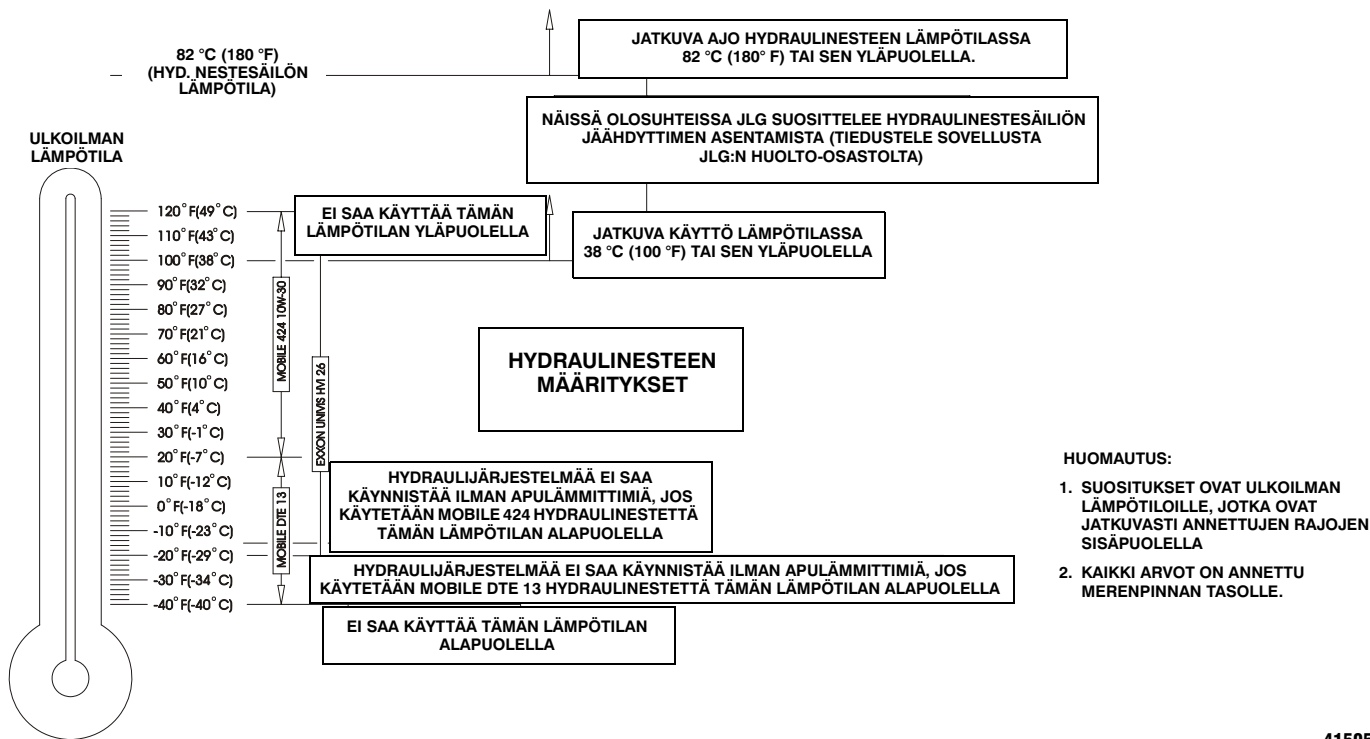 82 °C (180 °F)
(HYD. NESTESÄILÖN
LÄMPÖTILA)
JATKUVA AJO HYDRAULINESTEEN LÄMPÖTILASSA
82 °C (180° F) TAI SEN YLÄPUOLELLA.
NÄISSÄ OLOSUHTEISSA JLG SUOSITTELEE HYDRAULINESTESÄILIÖN
JÄÄHDYTTIMEN ASENTAMISTA (TIEDUSTELE SOVELLUSTA
JLG:N HUOLTO-OSASTOLTA)
ULKOILMAN
LÄMPÖTILA
120°F(49°C)
110°F(43°C)
100°F(38°C)
90°F(32°C)
80°F(27°C)
70°F(21°C)
60°F(16°C)
50°F(10°C)
40°F(4°C)
30°F(-1°C)
20°F(-7°C)
10°F(-12°C)
0°F(-18°C)
-10°F(-23°C)
-20°F(-29°C)
-30°F(-34°C)
-40°F(-40°C)
MOBILE 424 10W-30
MOBILE DTE 13
EXXON UNIVIS HVI 26
EI SAA KÄYTTÄÄ TÄMÄN
LÄMPÖTILAN YLÄPUOLELLA
JATKUVA KÄYTTÖ LÄMPÖTILASSA
38 °C (100 °F) TAI SEN YLÄPUOLELLA
HYDRAULINESTEEN
MÄÄRITYKSET
HYDRAULIJÄRJESTELMÄÄ EI SAA
KÄYNNISTÄÄ ILMAN APULÄMMITTIMIÄ, JOS
KÄYTETÄÄN MOBILE 424 HYDRAULINESTETTÄ
TÄMÄN LÄMPÖTILAN ALAPUOLELLA
HYDRAULIJÄRJESTELMÄÄ EI SAA KÄYNNISTÄÄ ILMAN APULÄMMITTIMIÄ, JOS
KÄYTETÄÄN MOBILE DTE 13 HYDRAULINESTETTÄ TÄMÄN LÄMPÖTILAN ALAPUOLELLA
EI SAA KÄYTTÄÄ TÄMÄN LÄMPÖTILAN
ALAPUOLELLA
HUOMAUTUS:
1. SUOSITUKSET OVAT ULKOILMAN
LÄMPÖTILOILLE, JOTKA OVAT
JATKUVASTI ANNETTUJEN RAJOJEN
SISÄPUOLELLA
2. KAIKKI ARVOT ON ANNETTU
MERENPINNAN TASOLLE.